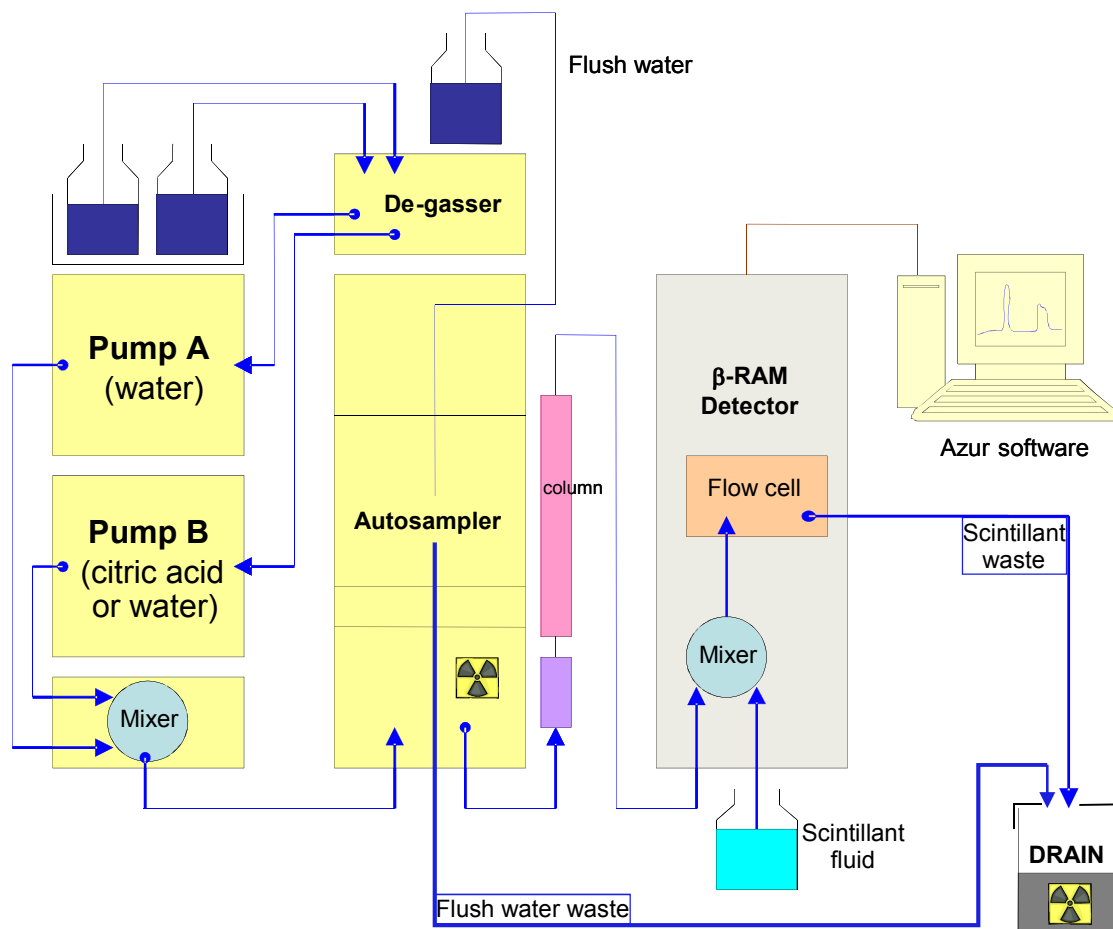 Flush water
De-gasser
Pump A
(water)
β-RAM
Detector
Azur software
column
Flow cell
Pump B
(citric acid
or water)
Autosampler
Scintillant
waste
Mixer
Mixer
Scintillant
fluid
DRAIN
Flush water waste